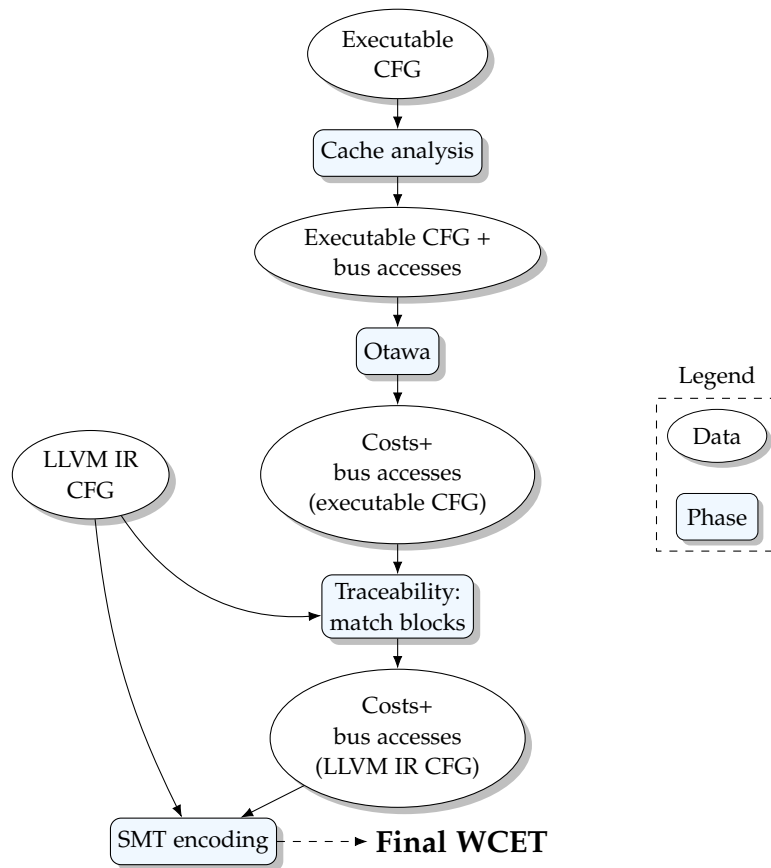 Executable
CFG
Cache analysis
Executable CFG +
bus accesses
Otawa
Costs+
bus accesses
(executable CFG)
LLVM IR
CFG
Traceability:
match blocks
Costs+
bus accesses
(LLVM IR CFG)
SMT encoding
Final WCET
Legend
Data
Phase